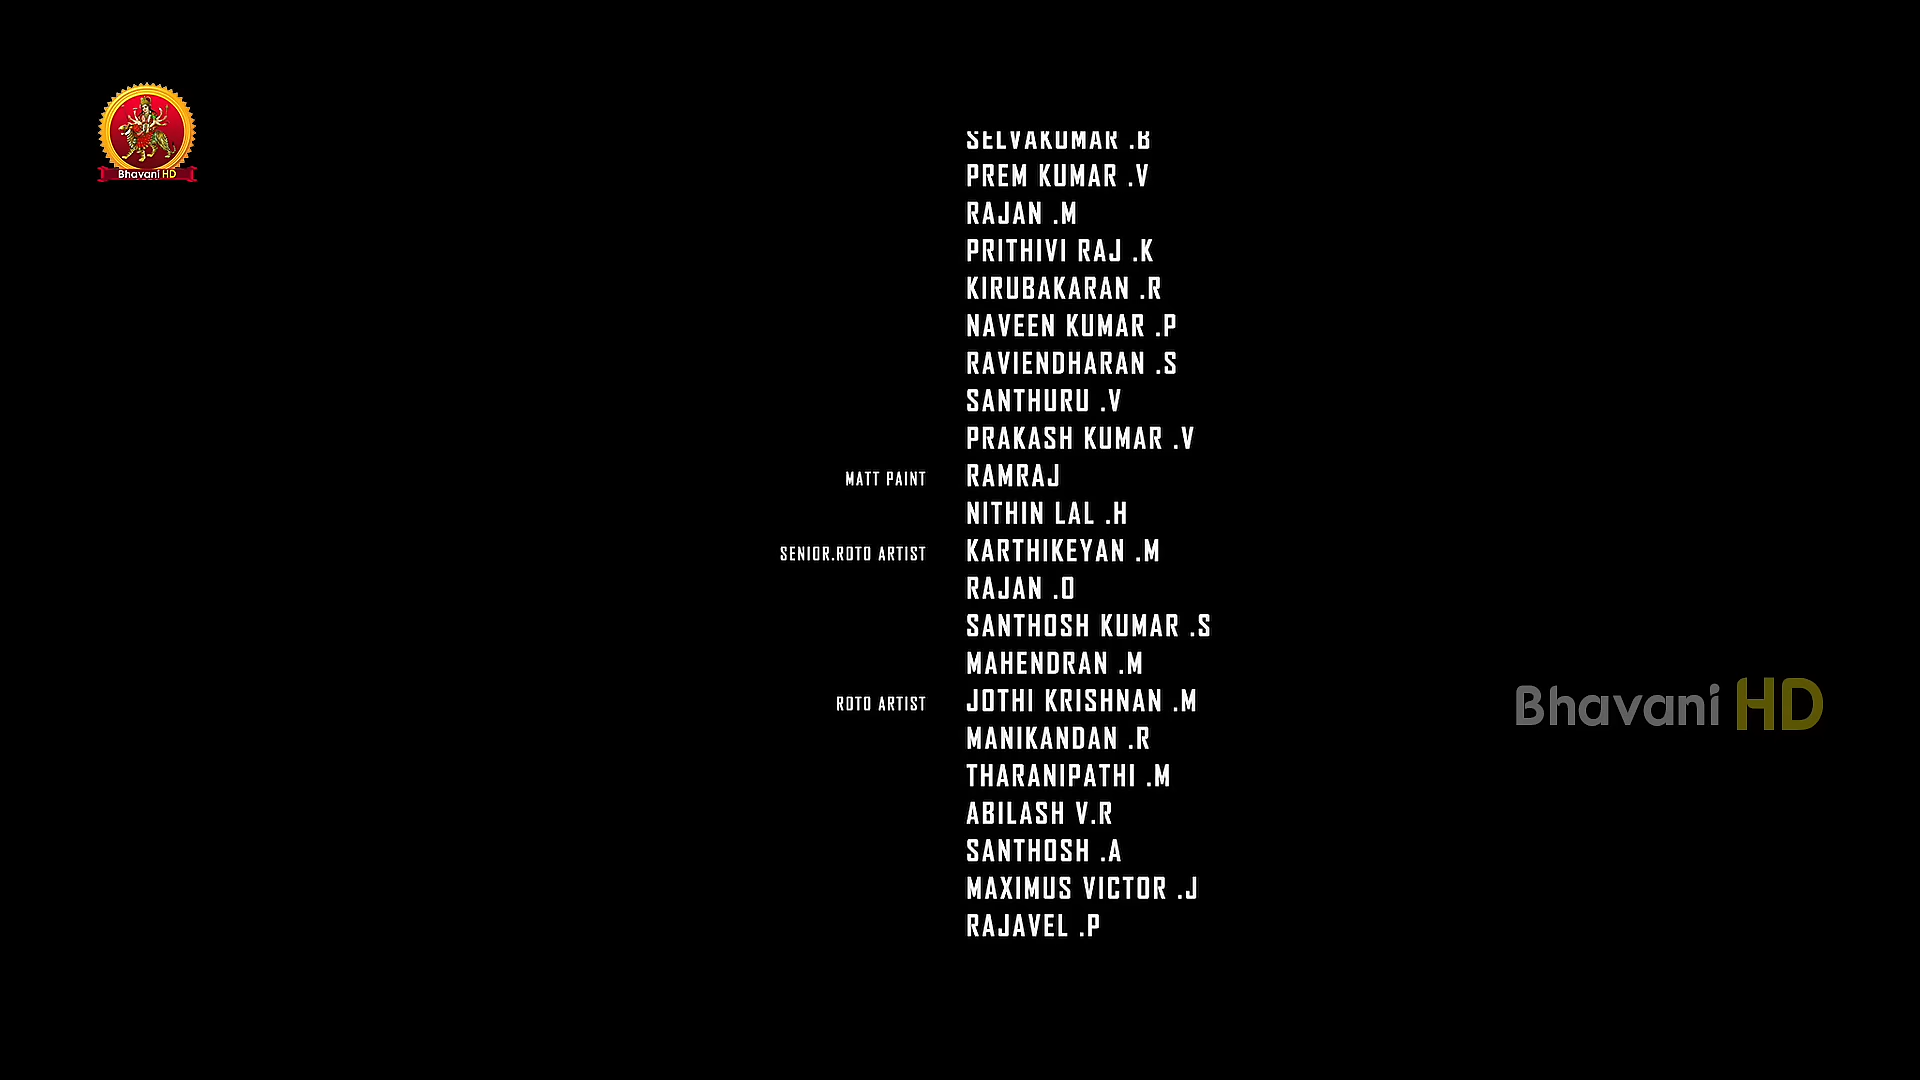 Bhavani HD
SELVAKUMAR .B
PREM KUMAR .V
RAJAN .M
PRITHIVI RAJ .K
KIRUBAKARAN .R
NAVEEN KUMAR .P
RAVIENDHARAN .S
SANTHURU .V
PRAKASH KUMAR .V
MATT PAINT RAMRAJ
NITHIN LAL .H
SENIOR.ROTO ARTIST KARTHIKEYAN .M
RAJAN .O
SANTHOSH KUMAR .S
MAHENDRAN .M
ROTO ARTIST JOTHI KRISHNAN .M
Bhavani HD
MANIKANDAN .R
THARANIPATHI .M
ABILASH V.R
SANTHOSH .A
MAXIMUS VICTOR .J
RAJAVEL .P